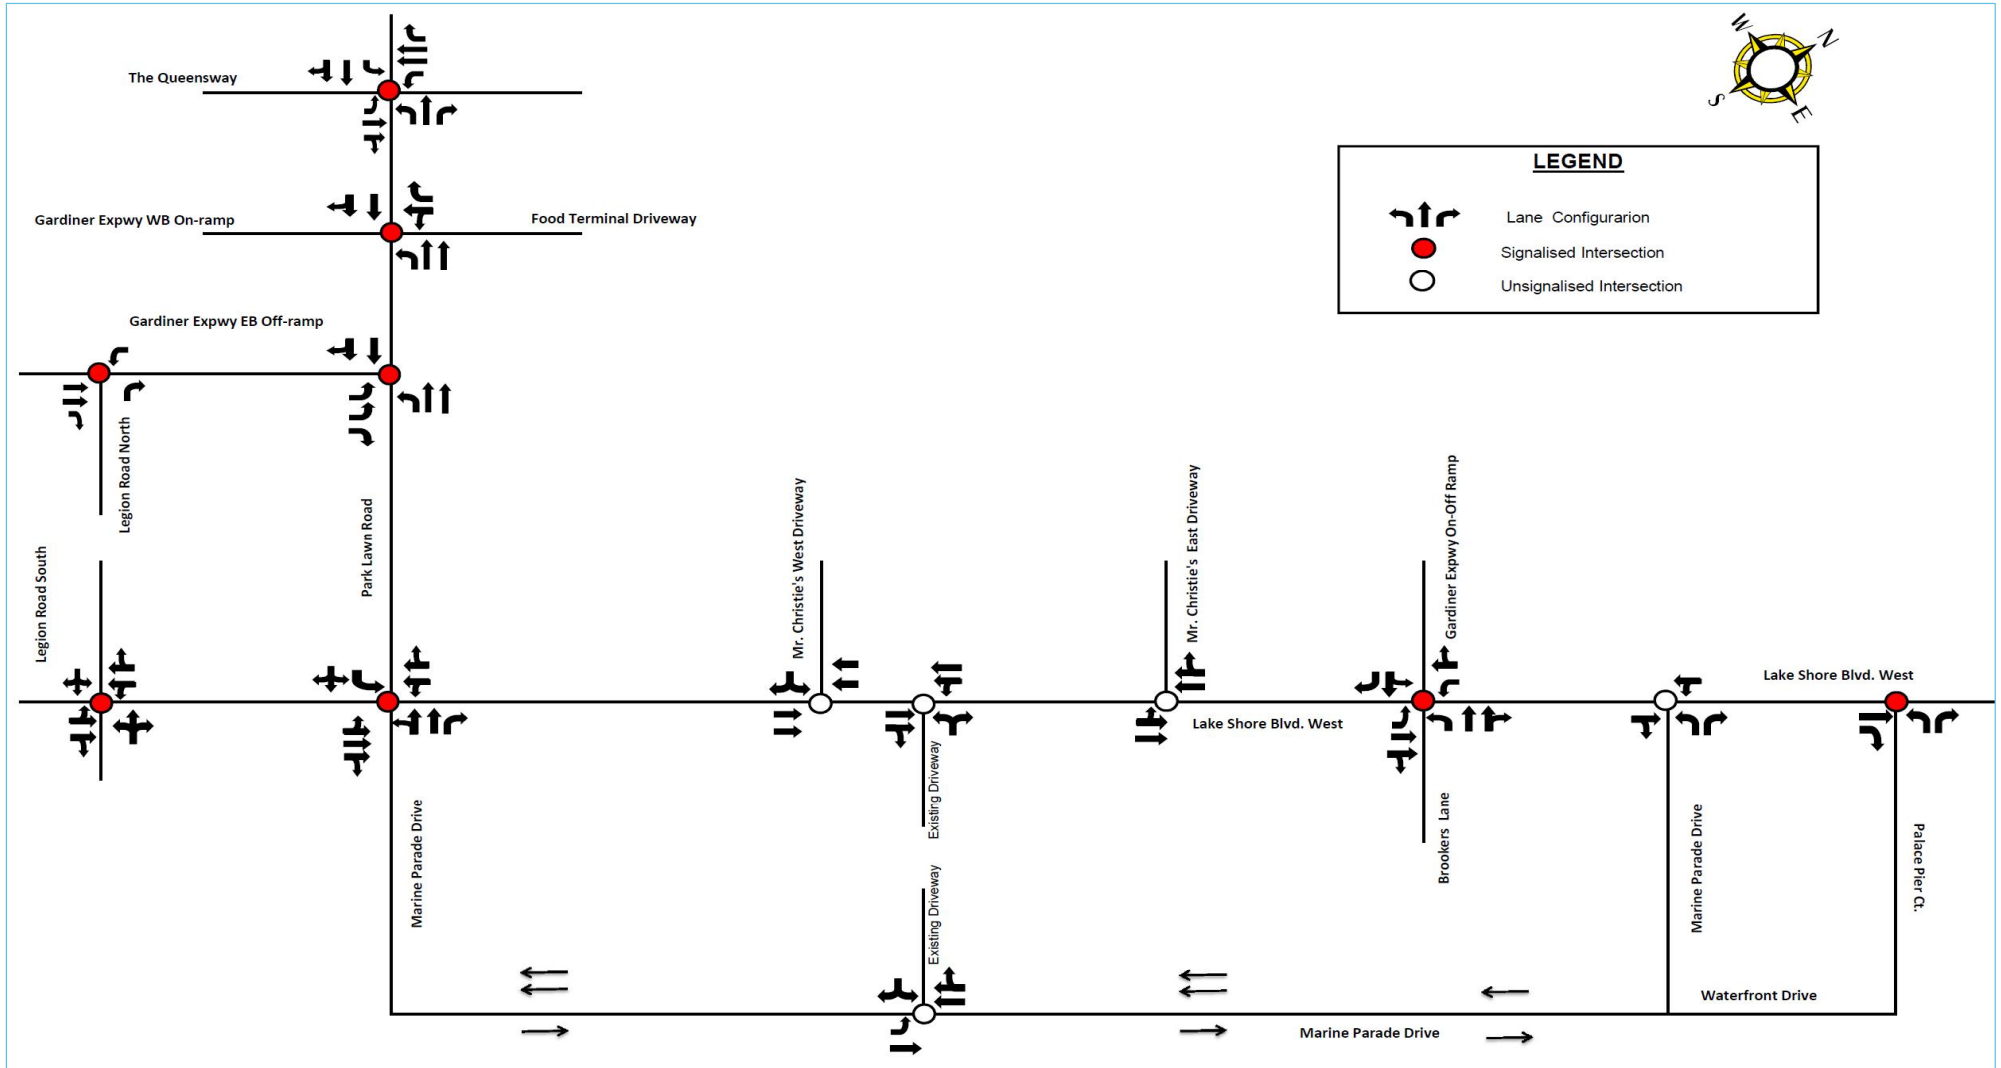 W
N
S
E
The Queensway
LEGEND
Lane Configurarion
Signalised Intersection
Unsignalised Intersection
Gardiner Expwy WB On-ramp
Food Terminal Driveway
Gardiner Expwy EB Off-ramp
Legion Road North
Legion Road South
Park Lawn Road
Mr. Christie's West Driveway
Mr. Christie's East Driveway
Gardiner Expwy On-Off Ramp
Lake Shore Blvd. West
Lake Shore Blvd. West
Marine Parade Drive
Existing Driveway
Existing Driveway
Brookers Lane
Marine Parade Drive
Palace Pier Ct.
Waterfront Drive
Marine Parade Drive